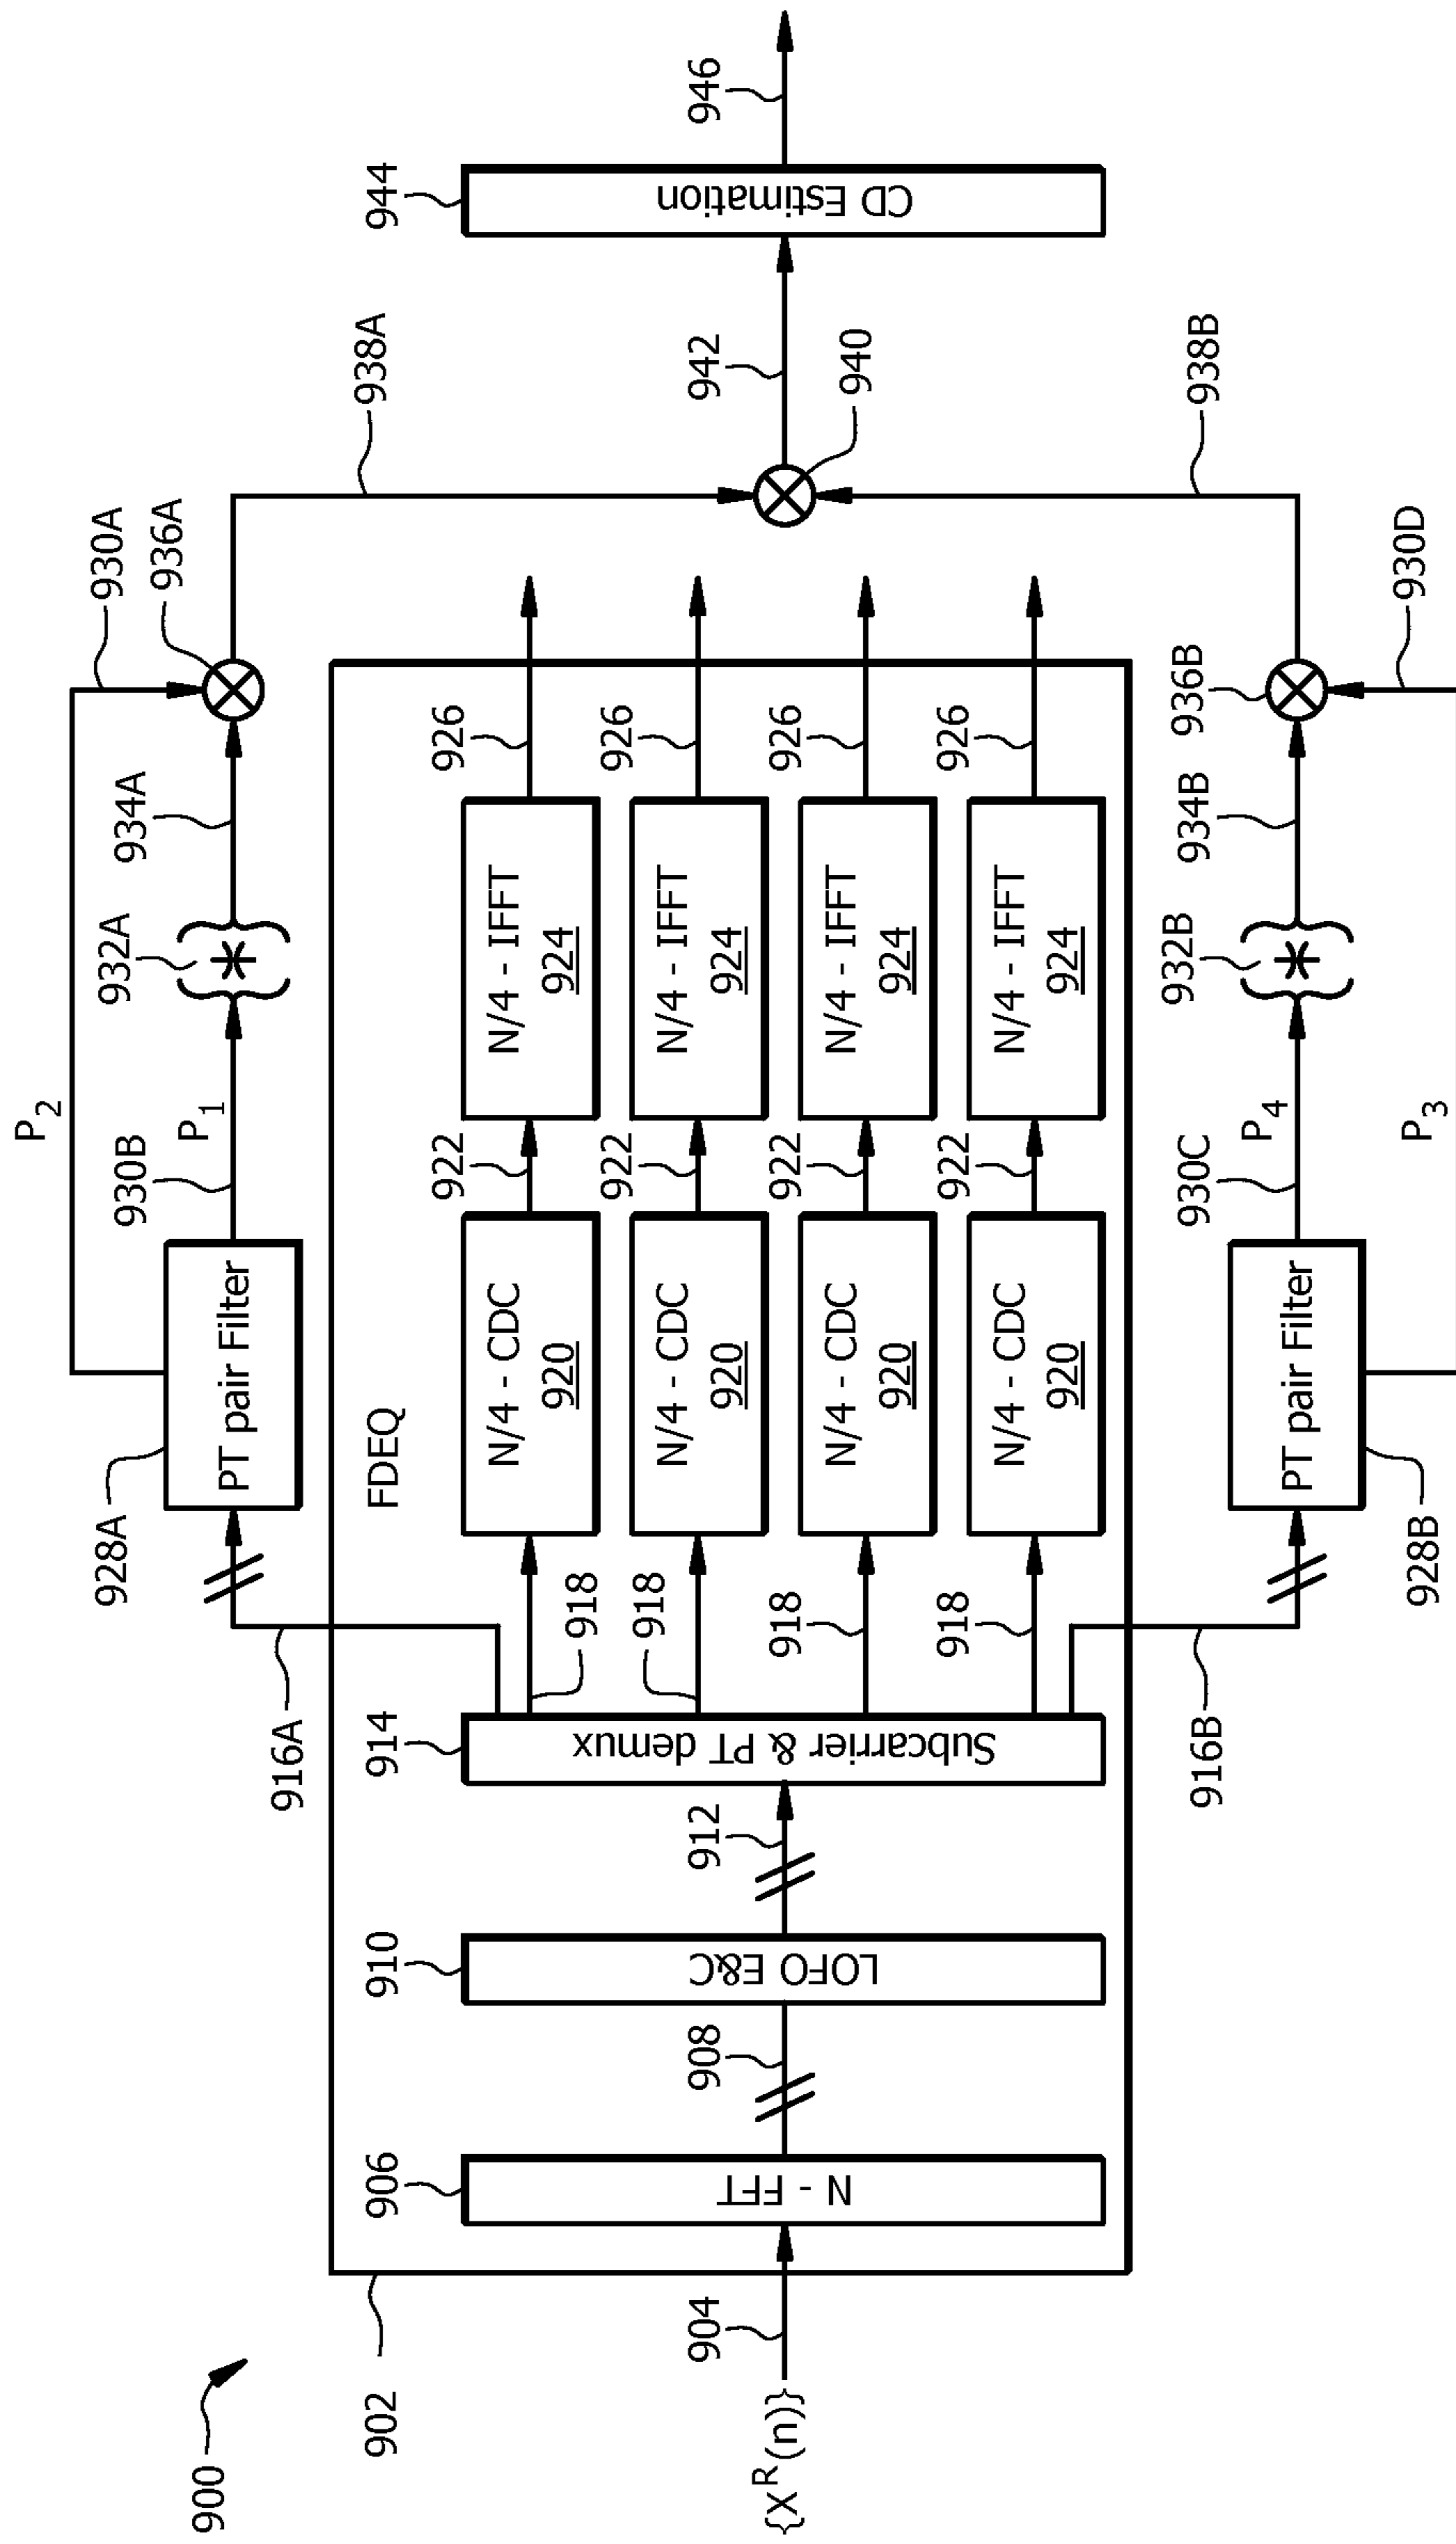 900
902
{X^R(n)}
904
906
N - FFT
908
910
LOFO E&C
912
914
Subcarrier & PT demux
916A
916B
918
918
918
918
FDEQ
N/4 - CDC
920
N/4 - CDC
920
N/4 - CDC
920
N/4 - CDC
920
922
922
922
922
N/4 - IFFT
924
N/4 - IFFT
924
N/4 - IFFT
924
N/4 - IFFT
924
926
926
926
926
928A
PT pair Filter
P2
930A
930B
P1
932A
{*}
934A
936A
938A
928B
PT pair Filter
930C
P4
P3
930D
932B
{*}
934B
936B
938B
940
942
944
CD Estimation
946